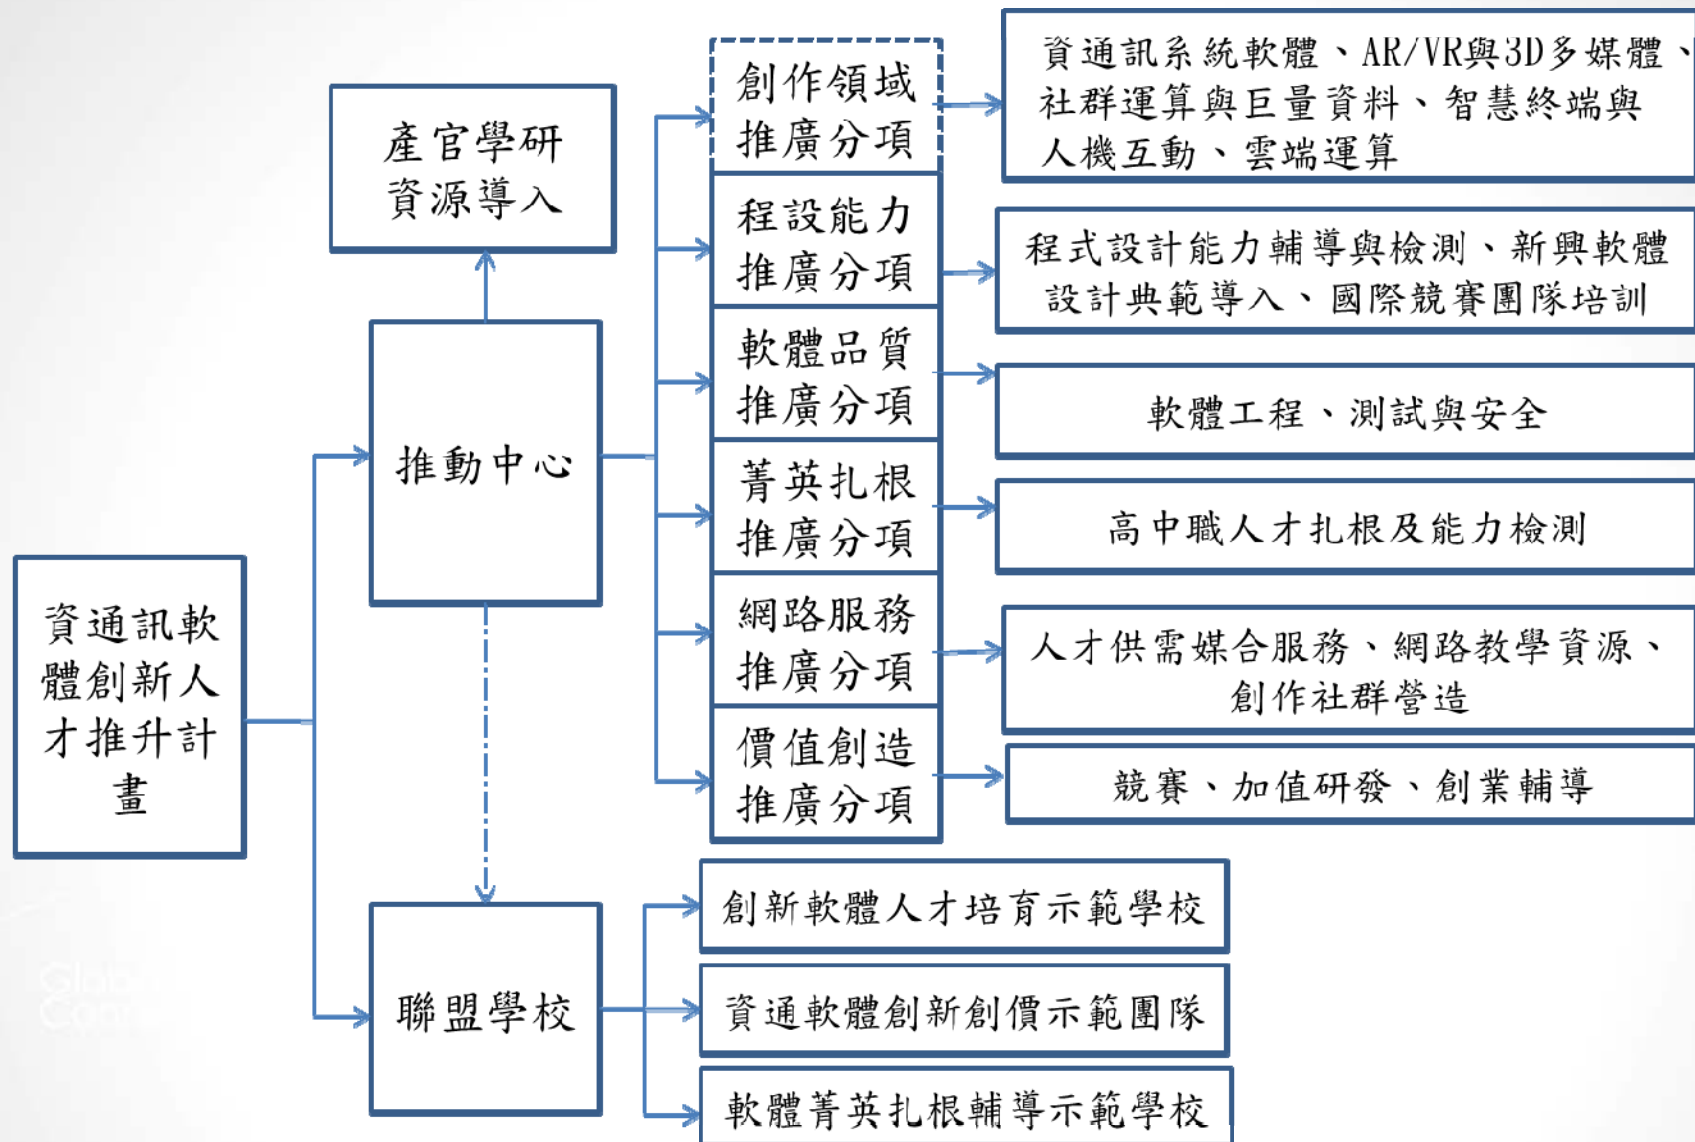 資通訊軟
體創新人
才推升計
畫
產官學研
資源導入
推動中心
聯盟學校
創作領域
推廣分項
程設能力
推廣分項
軟體品質
推廣分項
菁英扎根
推廣分項
網路服務
推廣分項
價值創造
推廣分項
資通訊系統軟體、AR/VR與3D多媒體、
社群運算與巨量資料、智慧終端與
人機互動、雲端運算
程式設計能力輔導與檢測、新興軟體
設計典範導入、國際競賽團隊培訓
軟體工程、測試與安全
高中職人才扎根及能力檢測
人才供需媒合服務、網路教學資源、
創作社群營造
競賽、加值研發、創業輔導
創新軟體人才培育示範學校
資通軟體創新創價示範團隊
軟體菁英扎根輔導示範學校